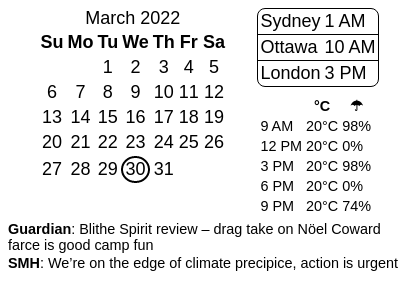 March 2022
Su Mo Tu We Th Fr Sa
1 2 3 4 5
6 7 8 9 10 11 12
13 14 15 16 17 18 19
20 21 22 23 24 25 26
27 28 29 30 31
Sydney 1 AM
Ottawa 10 AM
London 3 PM
°C ☂
9 AM 20°C 98%
12 PM 20°C 0%
3 PM 20°C 98%
6 PM 20°C 0%
9 PM 20°C 74%
Guardian: Blithe Spirit review – drag take on Nöel Coward
farce is good camp fun
SMH: We’re on the edge of climate precipice, action is urgent